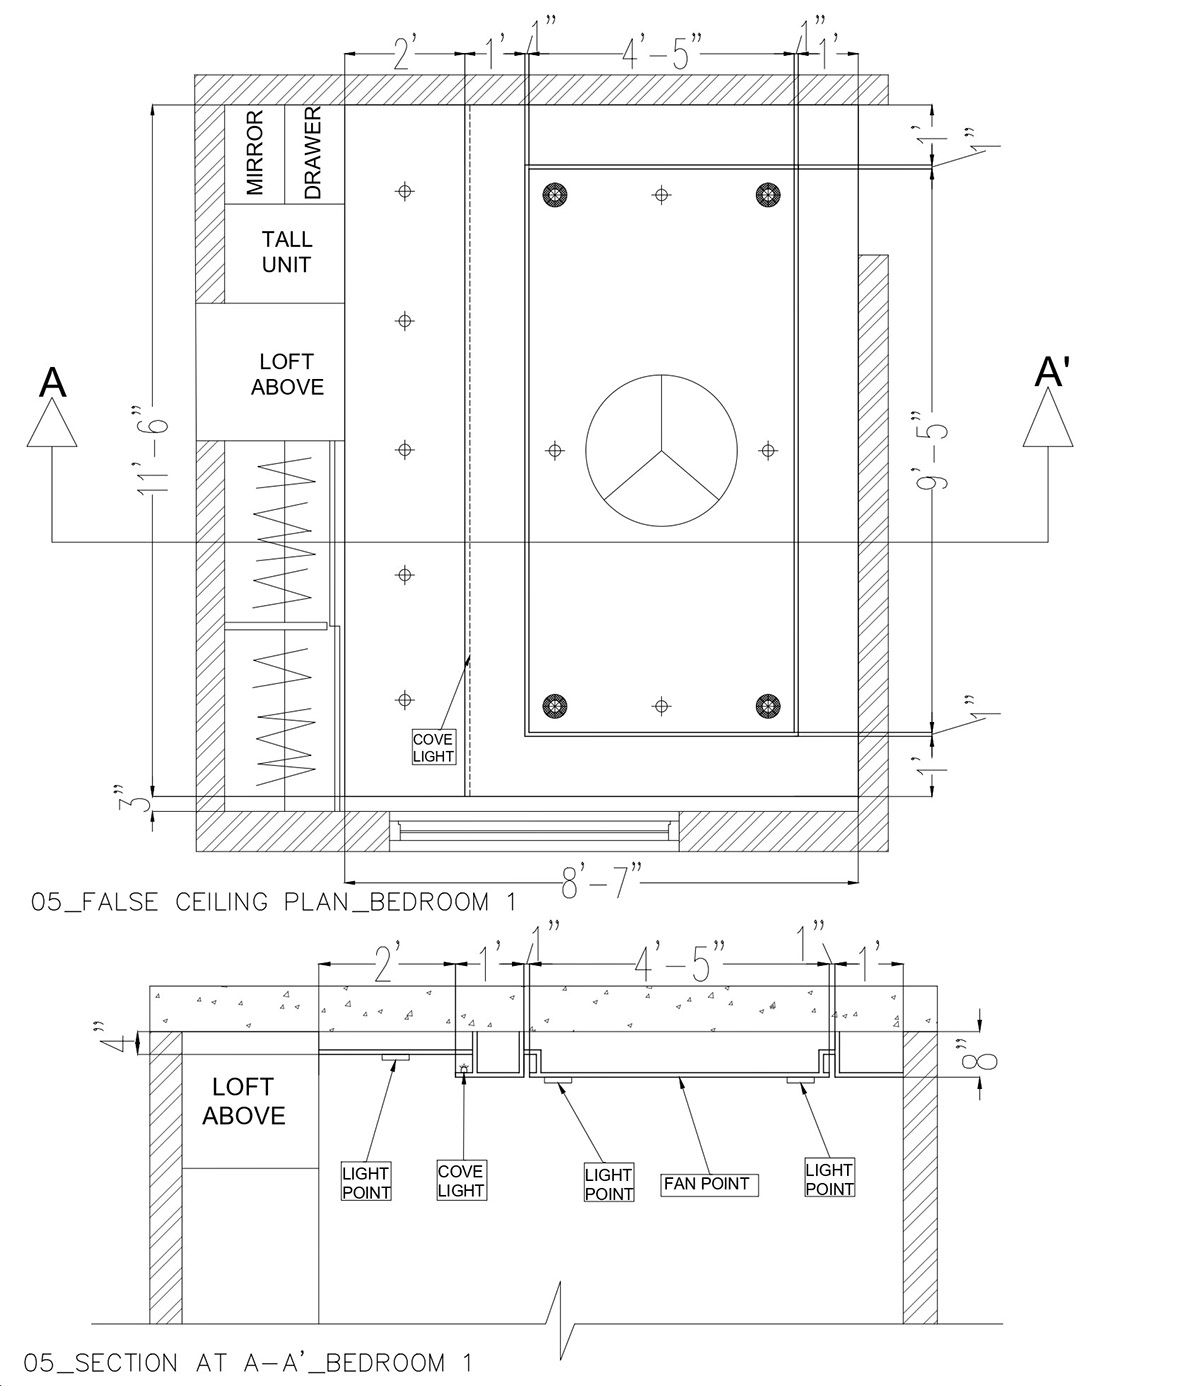 2'
1'
1"
4'-5"
1"
1'
MIRROR
DRAWER
1'
1"
TALL
UNIT
LOFT
ABOVE
A
A'
11'-6"
9'-5"
COVE
LIGHT
1"
1'
3"
8'-7"
05_FALSE CEILING PLAN_BEDROOM 1
2'
1'
1"
4'-5"
1"
1'
4"
8"
LOFT
ABOVE
LIGHT
POINT
COVE
LIGHT
LIGHT
POINT
FAN POINT
LIGHT
POINT
05_SECTION AT A-A'_BEDROOM 1